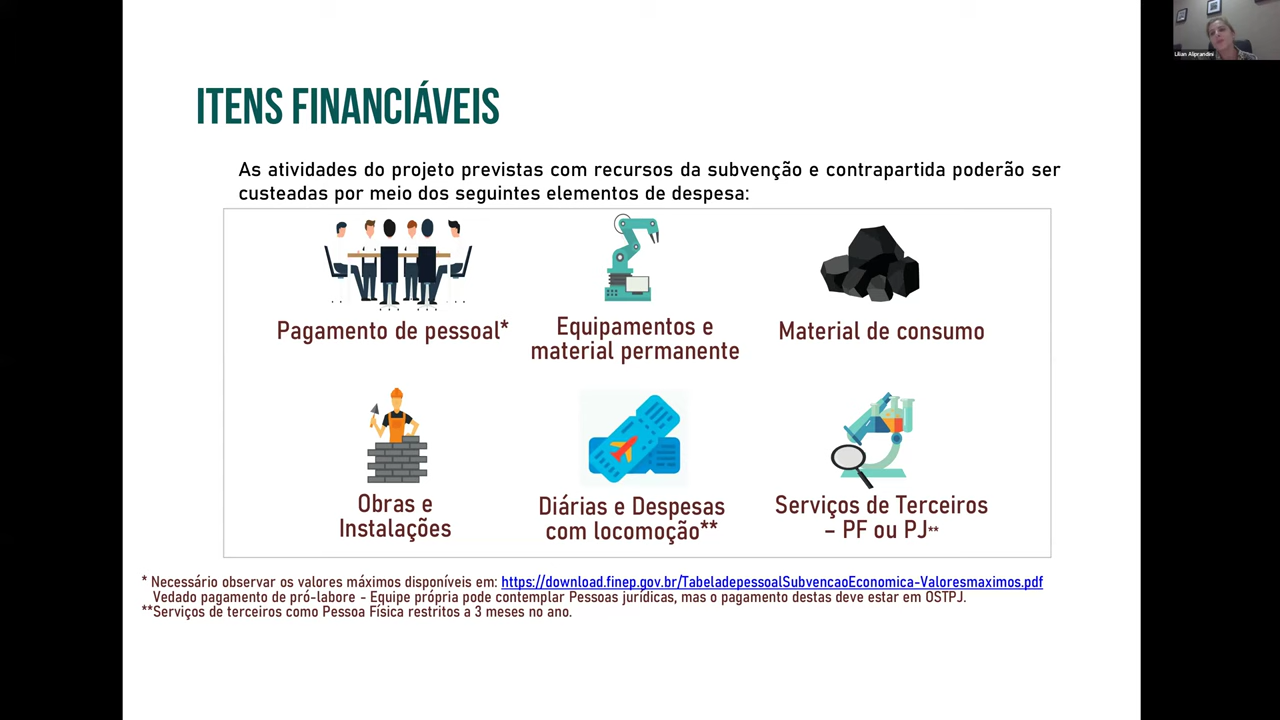 Lilian Aliprandini
ITENS FINANCIÁVEIS
As atividades do projeto previstas com recursos da subvenção e contrapartida poderão ser
custeadas por meio dos seguintes elementos de despesa:
Pagamento de pessoal*
Equipamentos e
material permanente
Material de consumo
Obras e
Instalações
Diárias e Despesas
com locomoção**
Serviços de Terceiros
– PF ou PJ**
* Necessário observar os valores máximos disponíveis em: https://download.finep.gov.br/TabeladepessoalSubvencaoEconomica-Valoresmaximos.pdf
Vedado pagamento de pró-labore - Equipe própria pode contemplar Pessoas jurídicas, mas o pagamento destas deve estar em OSTPJ.
**Serviços de terceiros como Pessoa Física restritos a 3 meses no ano.